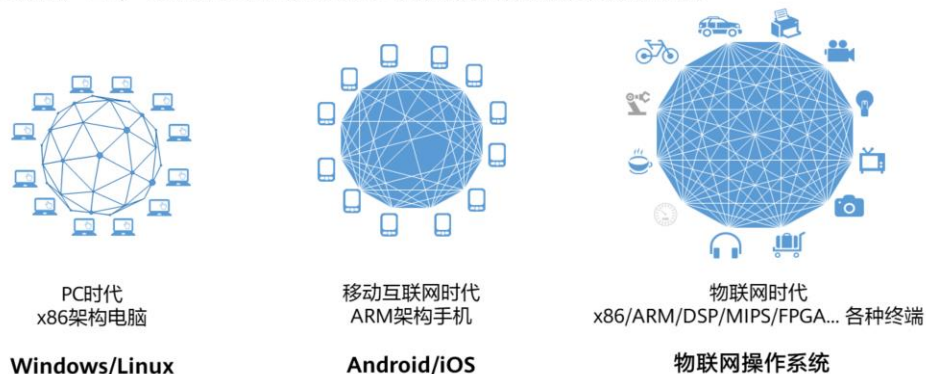 PC时代
x86架构电脑
Windows/Linux
移动互联网时代
ARM架构手机
Android/iOS
物联网时代
x86/ARM/DSP/MIPS/FPGA... 各种终端
物联网操作系统